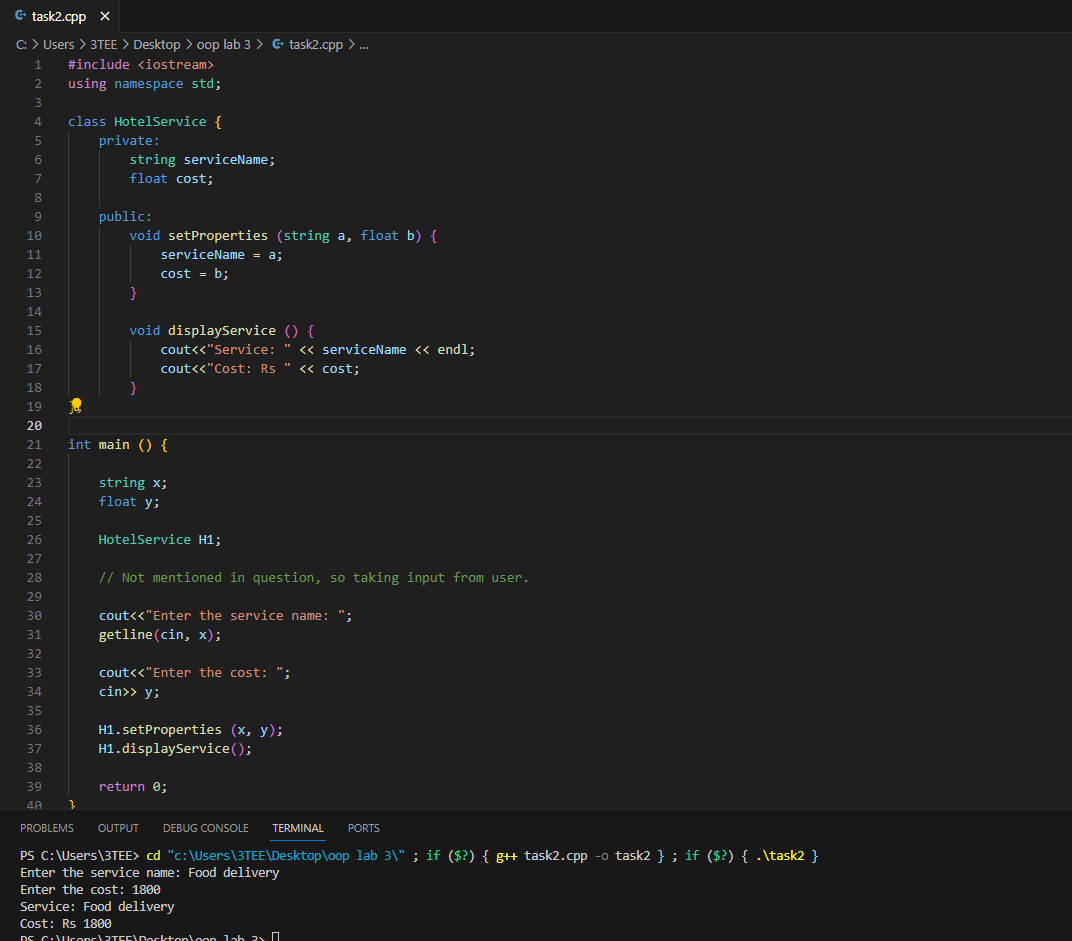 task2.cpp ×
C: > Users > 3TEE > Desktop > oop lab 3 > task2.cpp > ...
1 #include <iostream>
2 using namespace std;
3
4 class HotelService {
5 private:
6 string serviceName;
7 float cost;
8
9 public:
10 void setProperties (string a, float b) {
11 serviceName = a;
12 cost = b;
13 }
14
15 void displayService () {
16 cout<<"Service: " << serviceName << endl;
17 cout<<"Cost: Rs " << cost;
18 }
19 };
20
21 int main () {
22
23 string x;
24 float y;
25
26 HotelService H1;
27
28 // Not mentioned in question, so taking input from user.
29
30 cout<<"Enter the service name: ";
31 getline(cin, x);
32
33 cout<<"Enter the cost: ";
34 cin>> y;
35
36 H1.setProperties (x, y);
37 H1.displayService();
38
39 return 0;
40 }
PROBLEMS OUTPUT DEBUG CONSOLE TERMINAL PORTS
PS C:\Users\3TEE> cd "c:\Users\3TEE\Desktop\oop lab 3\" ; if ($?) { g++ task2.cpp -o task2 } ; if ($?) { .\task2 }
Enter the service name: Food delivery
Enter the cost: 1800
Service: Food delivery
Cost: Rs 1800
PS C:\Users\3TEE\Desktop\oop lab 3>